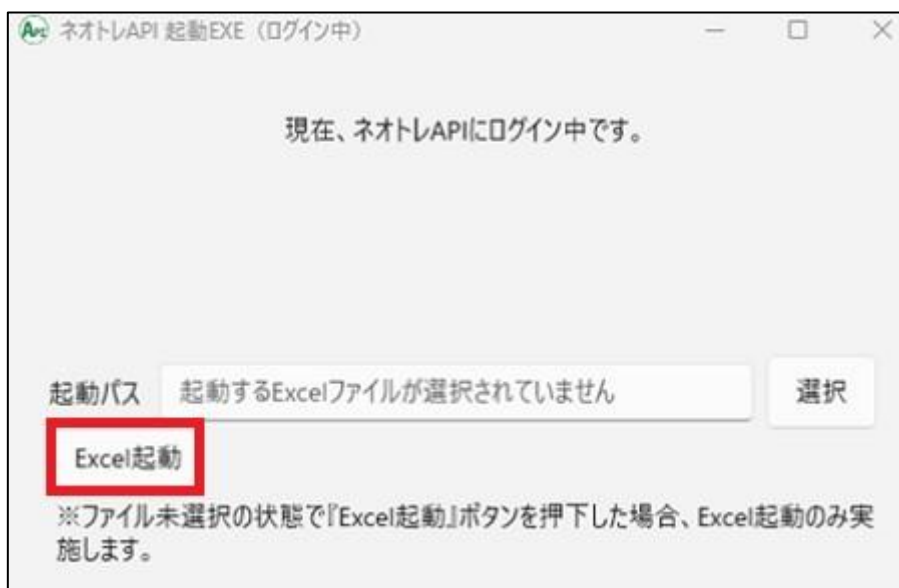 ネオトレAPI 起動EXE（ログイン中）
現在、ネオトレAPIにログイン中です。
起動パス 起動するExcelファイルが選択されていません 選択
Excel起動
※ファイル未選択の状態で『Excel起動』ボタンを押下した場合、Excel起動のみ実
施します。